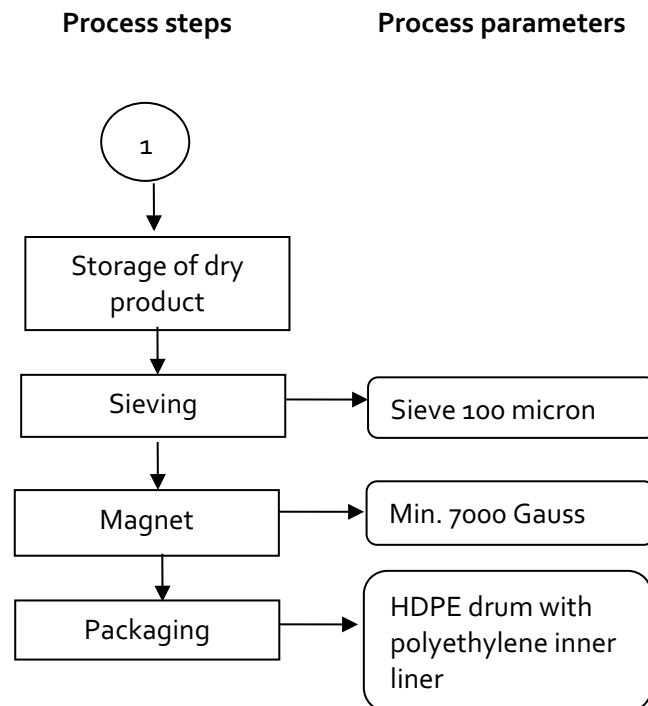 Process steps
Process parameters
1
Storage of dry
product
Sieving
Sieve 100 micron
Magnet
Min. 7000 Gauss
Packaging
HDPE drum with
polyethylene inner
liner